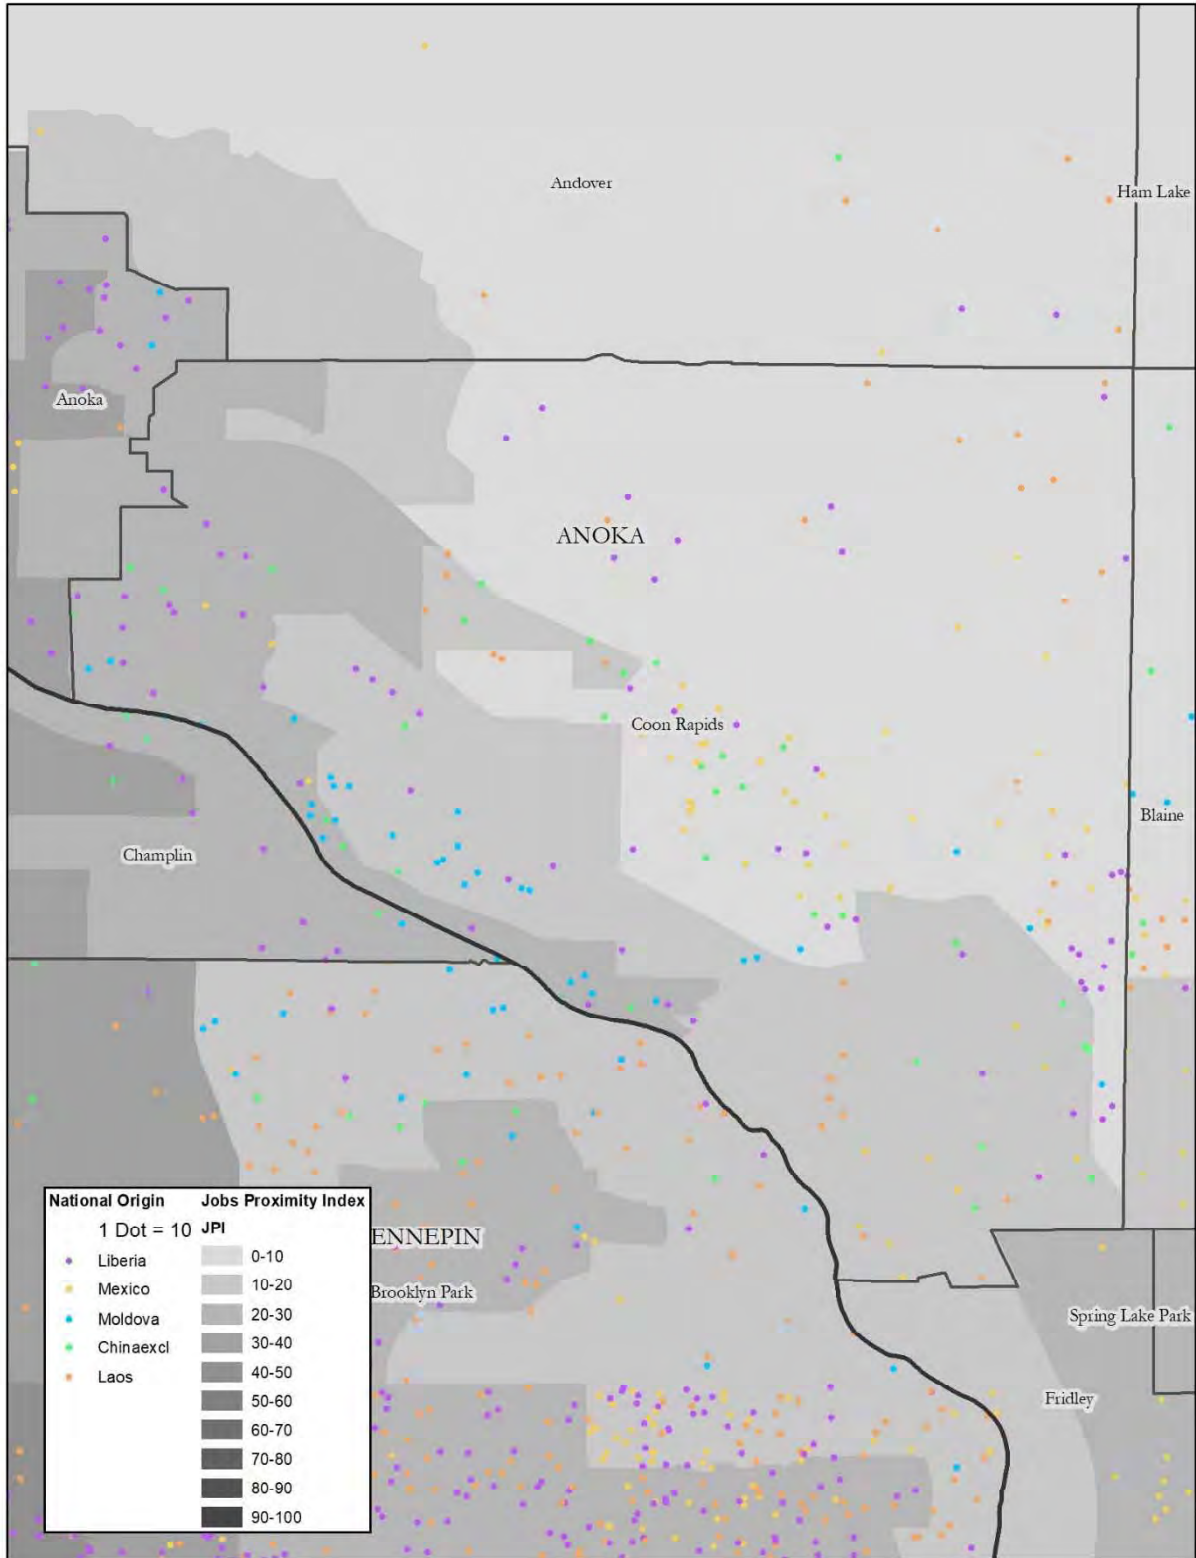 Andover
Ham Lake
Anoka
ANOKA
Coon Rapids
Blaine
Champlin
National Origin
1 Dot = 10
Liberia
Mexico
Moldova
Chinaexcl
Laos
Jobs Proximity Index
JPI
0-10
10-20
20-30
30-40
40-50
50-60
60-70
70-80
80-90
90-100
ENNEPIN
Brooklyn Park
Spring Lake Park
Fridley